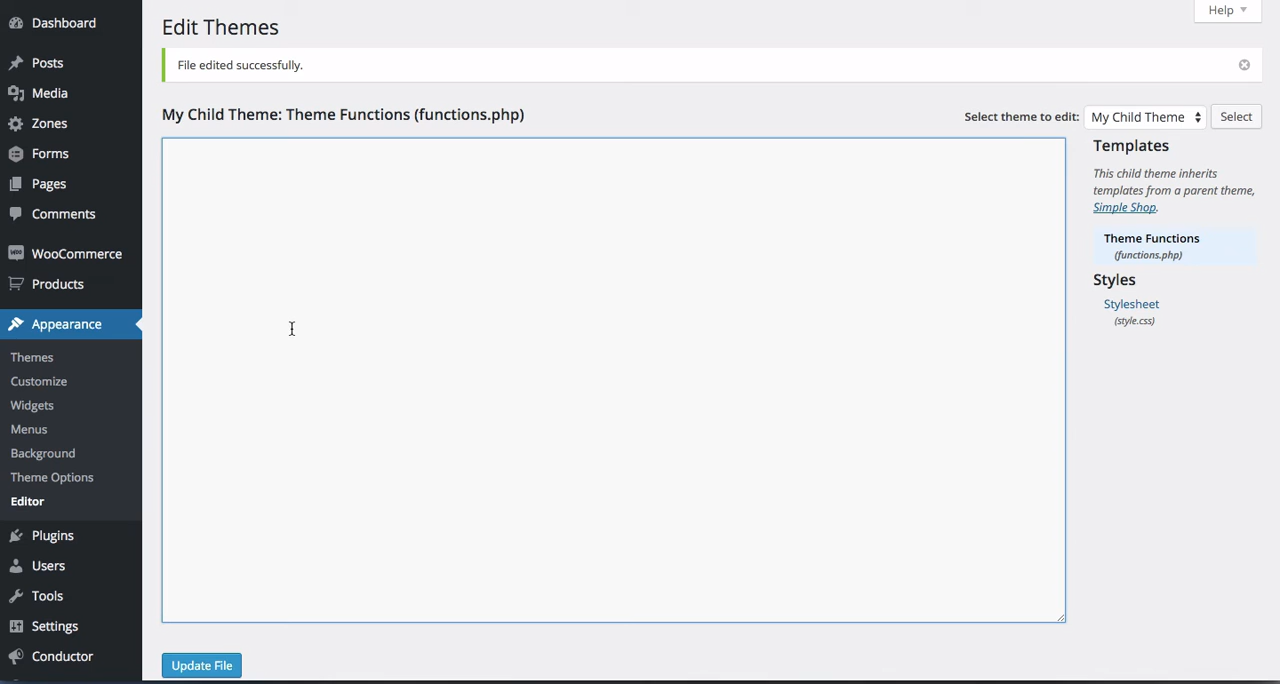 Dashboard
Posts
Media
Zones
Forms
Pages
Comments
WOO
WooCommerce
Products
Appearance
Themes
Customize
Widgets
Menus
Background
Theme Options
Editor
Plugins
Users
Tools
Settings
Conductor
Edit Themes
Help
File edited successfully.
My Child Theme: Theme Functions (functions.php)
Select theme to edit:
My Child Theme
Select
Templates
This child theme inherits
templates from a parent theme,
Simple Shop.
Theme Functions
(functions.php)
Styles
Stylesheet
(style.css)
Update File